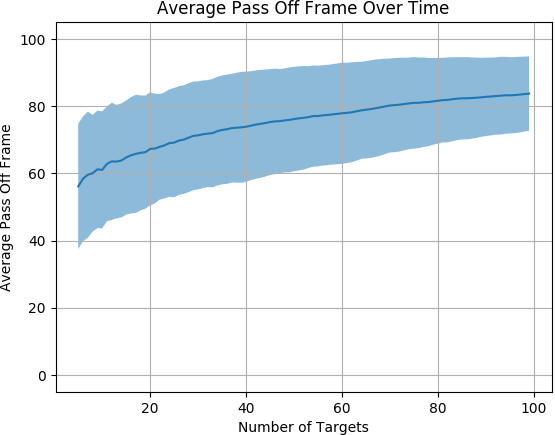 Average Pass Off Frame Over Time
Average Pass Off Frame
100
80
60
40
20
0
20 40 60 80 100
Number of Targets